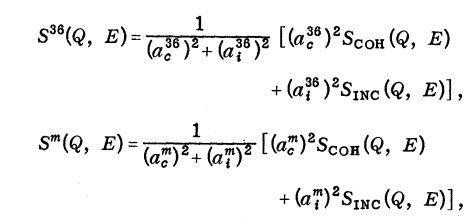 S^{36}(Q, E) = \frac{1}{(a_c^{36})^2 + (a_i^{36})^2} [(a_c^{36})^2 S_{COH}(Q, E)
+ (a_i^{36})^2 S_{INC}(Q, E)],
S^m(Q, E) = \frac{1}{(a_c^m)^2 + (a_i^m)^2} [(a_c^m)^2 S_{COH}(Q, E)
+ (a_i^m)^2 S_{INC}(Q, E)],